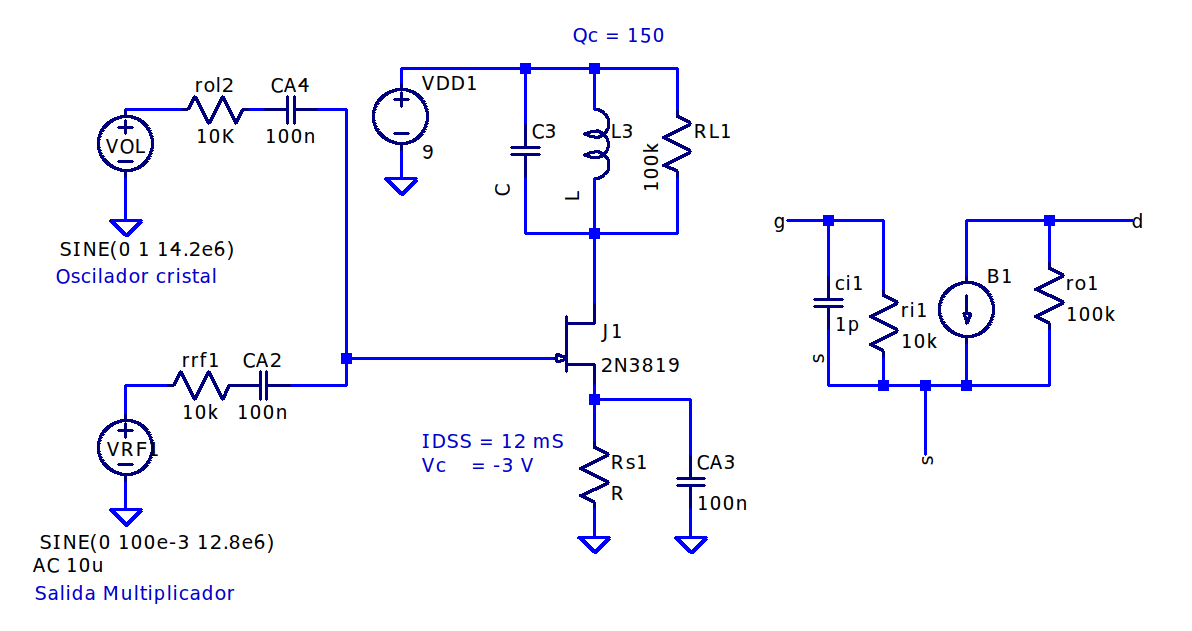 Qc = 150
rol2
CA4
VDD1
10K
100n
C3
L3
RL1
VOL
9
100k
C
L
g
d
SINE(0 1 14.2e6)
Oscilador cristal
ci1
B1
ro1
1p
ri1
100k
10k
s
J1
2N3819
rrf1
CA2
10k
100n
IDSS = 12 mS
Vc = -3 V
VRF1
Rs1
R
CA3
100n
s
SINE(0 100e-3 12.8e6)
AC 10u
Salida Multiplicador